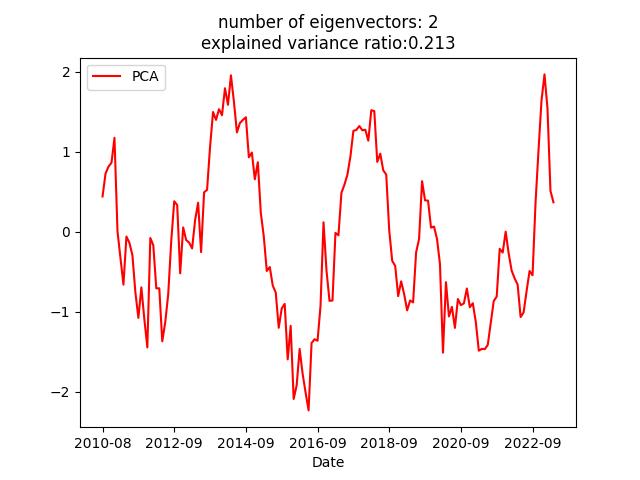 number of eigenvectors: 2
explained variance ratio:0.213
PCA
2
1
0
−1
−2
2010-08 2012-09 2014-09 2016-09 2018-09 2020-09 2022-09
Date